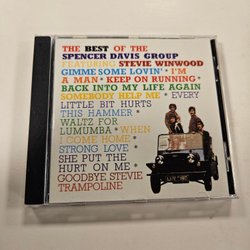 THE BEST OF THE
SPENCER DAVIS GROUP
FEATURING STEVIE WINWOOD
GIMME SOME LOVIN' • I'M
A MAN • KEEP ON RUNNING •
BACK INTO MY LIFE AGAIN
SOMEBODY HELP ME • EVERY
LITTLE BIT HURTS
THIS HAMMER •
WALTZ FOR
LUMUMBA • WHEN
I COME HOME •
STRONG LOVE •
SHE PUT THE
HURT ON ME •
GOODBYE STEVIE
TRAMPOLINE